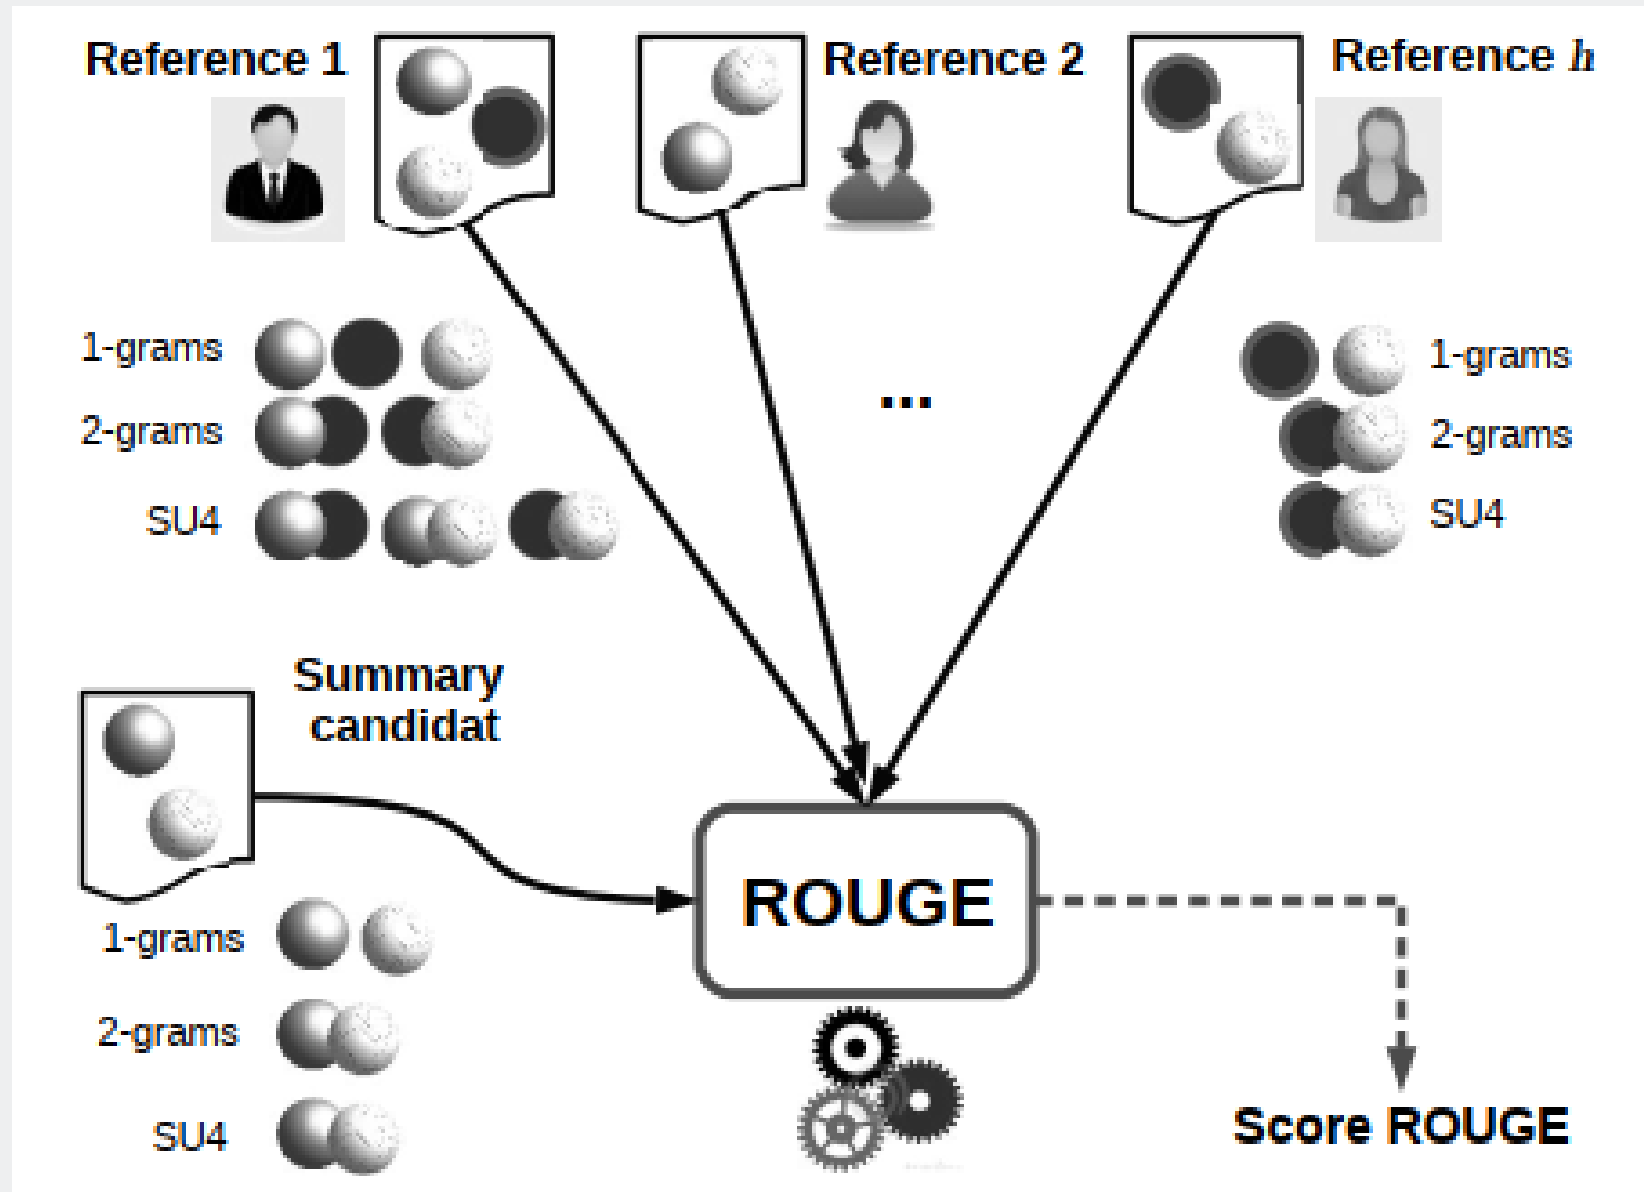 Reference 1
Reference 2
Reference h
1-grams
2-grams
SU4
...
1-grams
2-grams
SU4
Summary
candidat
1-grams
2-grams
SU4
ROUGE
Score ROUGE